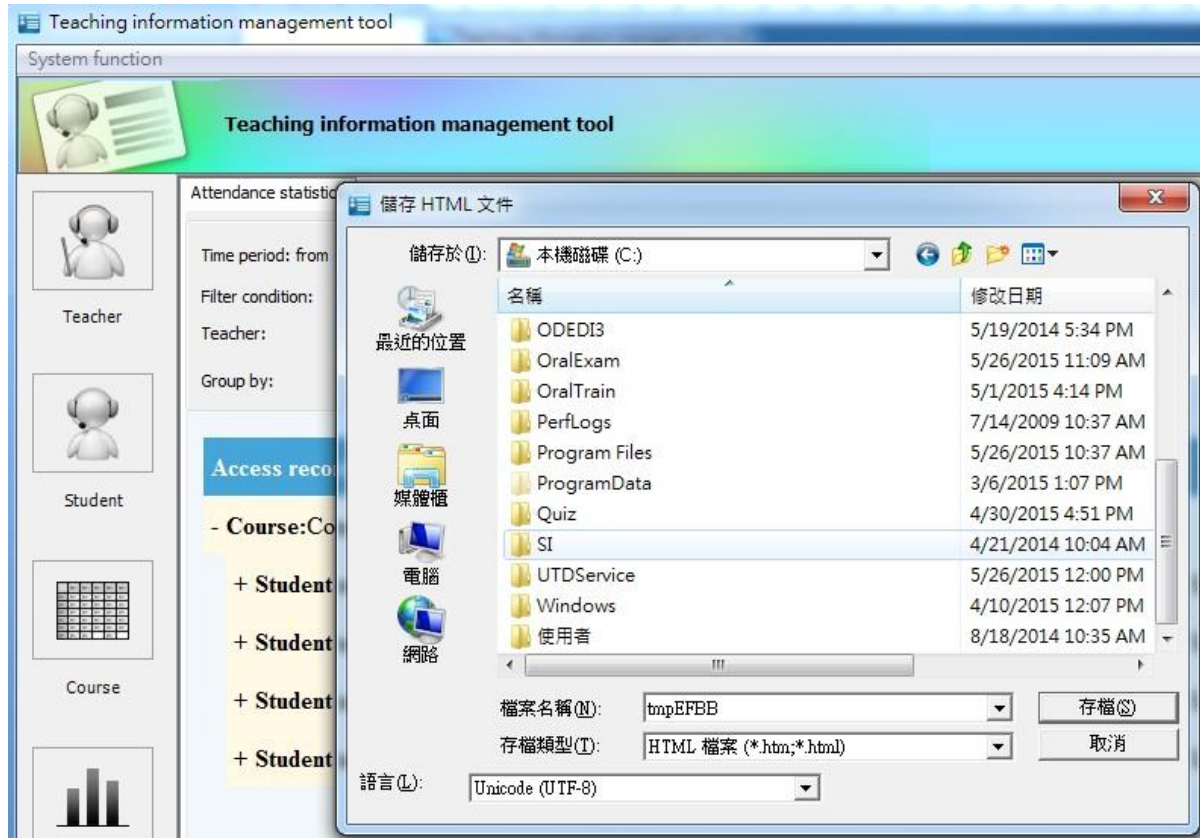 Teaching information management tool
System function
Teaching information management tool
Teacher
Student
Course
Attendance statistic
Time period: from
Filter condition:
Teacher:
Group by:
Access reco
- Course:Co
+ Student
+ Student
+ Student
+ Student
儲存 HTML 文件
儲存於(I): 本機磁碟 (C:)
最近的位置
桌面
媒體櫃
電腦
網路
名稱 修改日期
ODEDI3 5/19/2014 5:34 PM
OralExam 5/26/2015 11:09 AM
OralTrain 5/1/2015 4:14 PM
PerfLogs 7/14/2009 10:37 AM
Program Files 5/26/2015 10:37 AM
ProgramData 3/6/2015 1:07 PM
Quiz 4/30/2015 4:51 PM
SI 4/21/2014 10:04 AM
UTDService 5/26/2015 12:00 PM
Windows 4/10/2015 12:07 PM
使用者 8/18/2014 10:35 AM
檔案名稱(N): tmpEFBB 存檔(S)
存檔類型(T): HTML 檔案 (*.htm;*.html) 取消
語言(L): Unicode (UTF-8)